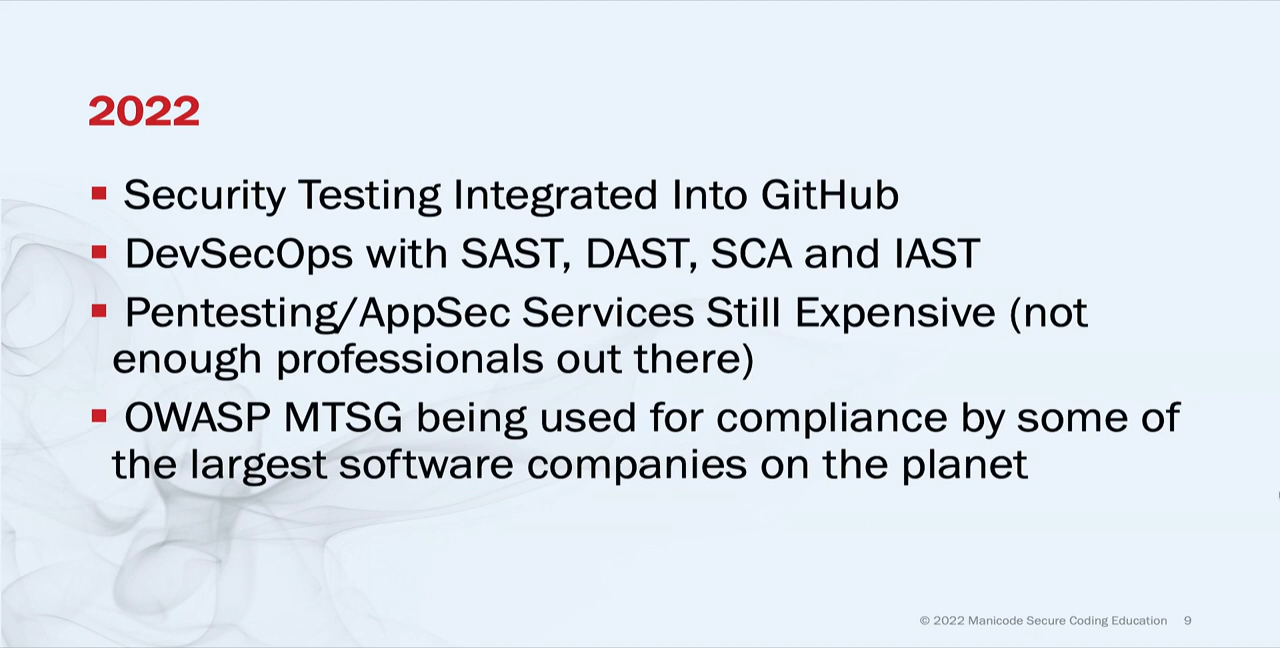 2022
▪ Security Testing Integrated Into GitHub
▪ DevSecOps with SAST, DAST, SCA and IAST
▪ Pentesting/AppSec Services Still Expensive (not
enough professionals out there)
▪ OWASP MTSG being used for compliance by some of
the largest software companies on the planet
© 2022 Manicode Secure Coding Education 9